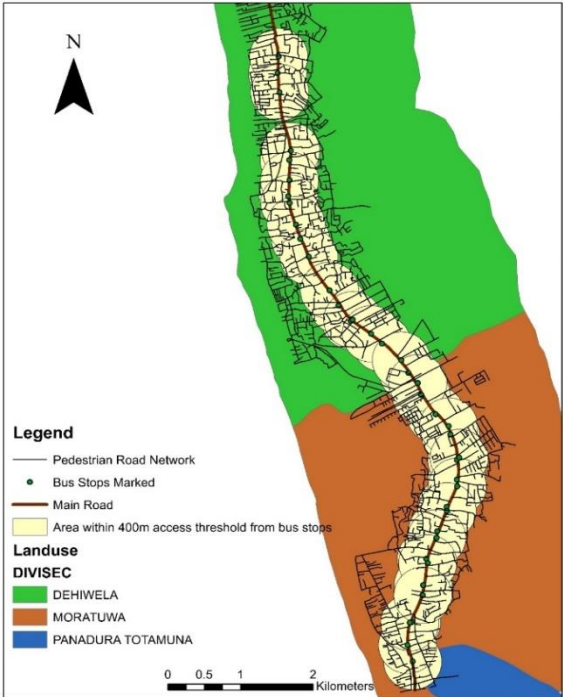 N
Legend
Pedestrian Road Network
Bus Stops Marked
Main Road
Area within 400m access threshold from bus stops
Landuse
DIVISEC
DEHIWELA
MORATUWA
PANADURA TOTAMUNA
0 0.5 1 2
Kilometers